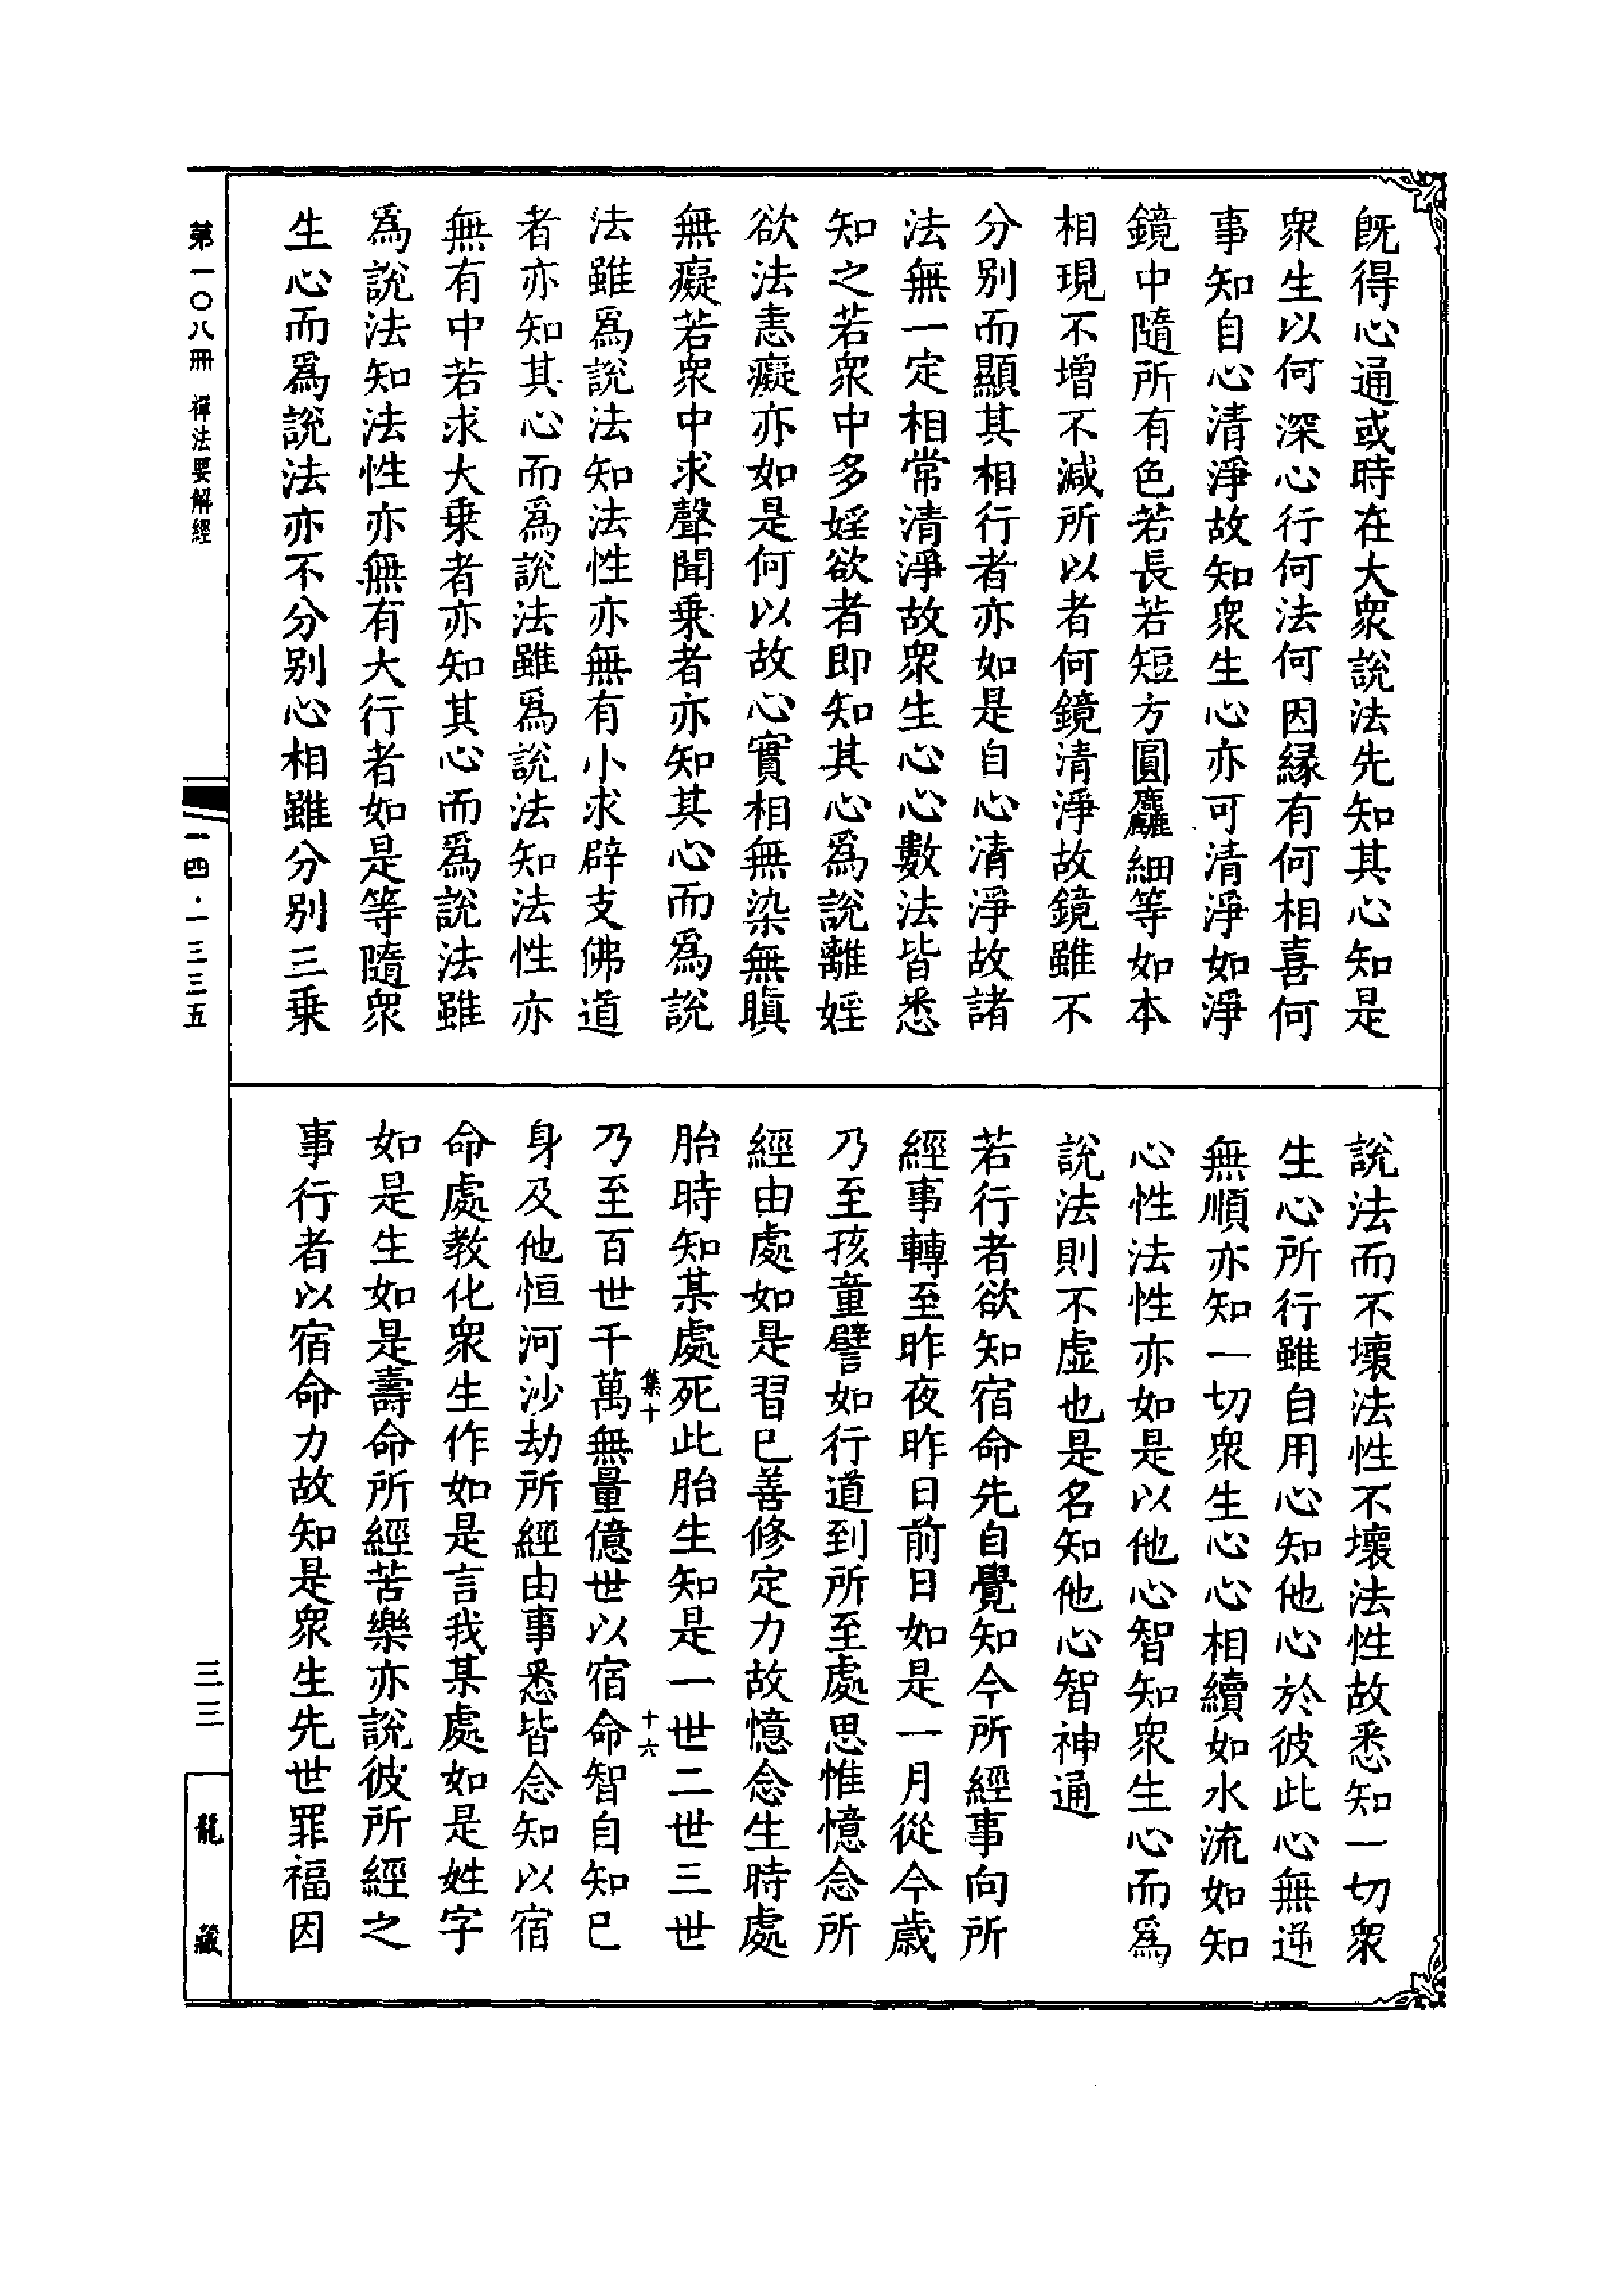 既得心通或時在大衆説法先知其心知是
衆生以何深心行何法何因緣有何相喜何
事知自心清淨故知衆生心亦可清淨如淨
鏡中隨所有色若長若短方圓麤細等如本
相現不增不減所以者何鏡清淨故鏡雖不
分别而顯其相行者亦如是自心清淨故諸
法無一定相常清淨故衆生心心數法皆悉
知之若衆中多婬欲者即知其心爲説離婬
欲法恚癡亦如是何以故心實相無染無瞋
無癡若衆中求聲聞乗者亦知其心而爲説
法雖爲説法知法性亦無有小求辟支佛道
者亦知其心而爲説法雖爲説法知法性亦
無有中若求大乗者亦知其心而爲説法雖
爲説法知法性亦無有大行者如是等隨衆
生心而爲説法亦不分别心相雖分别三乗
説法而不壞法性不壞法性故悉知一切衆
生心所行雖自用心知他心於彼此心無逆
無順亦知一切衆生心心相續如水流如知
心性法性亦如是以他心智知衆生心而爲
説法則不虛也是名知他心智神通
若行者欲知宿命先自覺知今所經事向所
經事轉至昨夜昨日前日如是一月從今歲
乃至孩童譬如行道到所至處思惟憶念所
經由處如是習已善修定力故憶念生時處
胎時知某處死此胎生知是一世二世三世
集十
十六
乃至百世千萬無量億世以宿命智自知已
身及他恒河沙劫所經由事悉皆念知以宿
命處教化衆生作如是言我某處如是姓字
如是生如是壽命所經苦樂亦説彼所經之
事行者以宿命力故知是衆生先世罪福因
第一〇八冊 禪法要解經
一四·一三三五
三三
龍藏